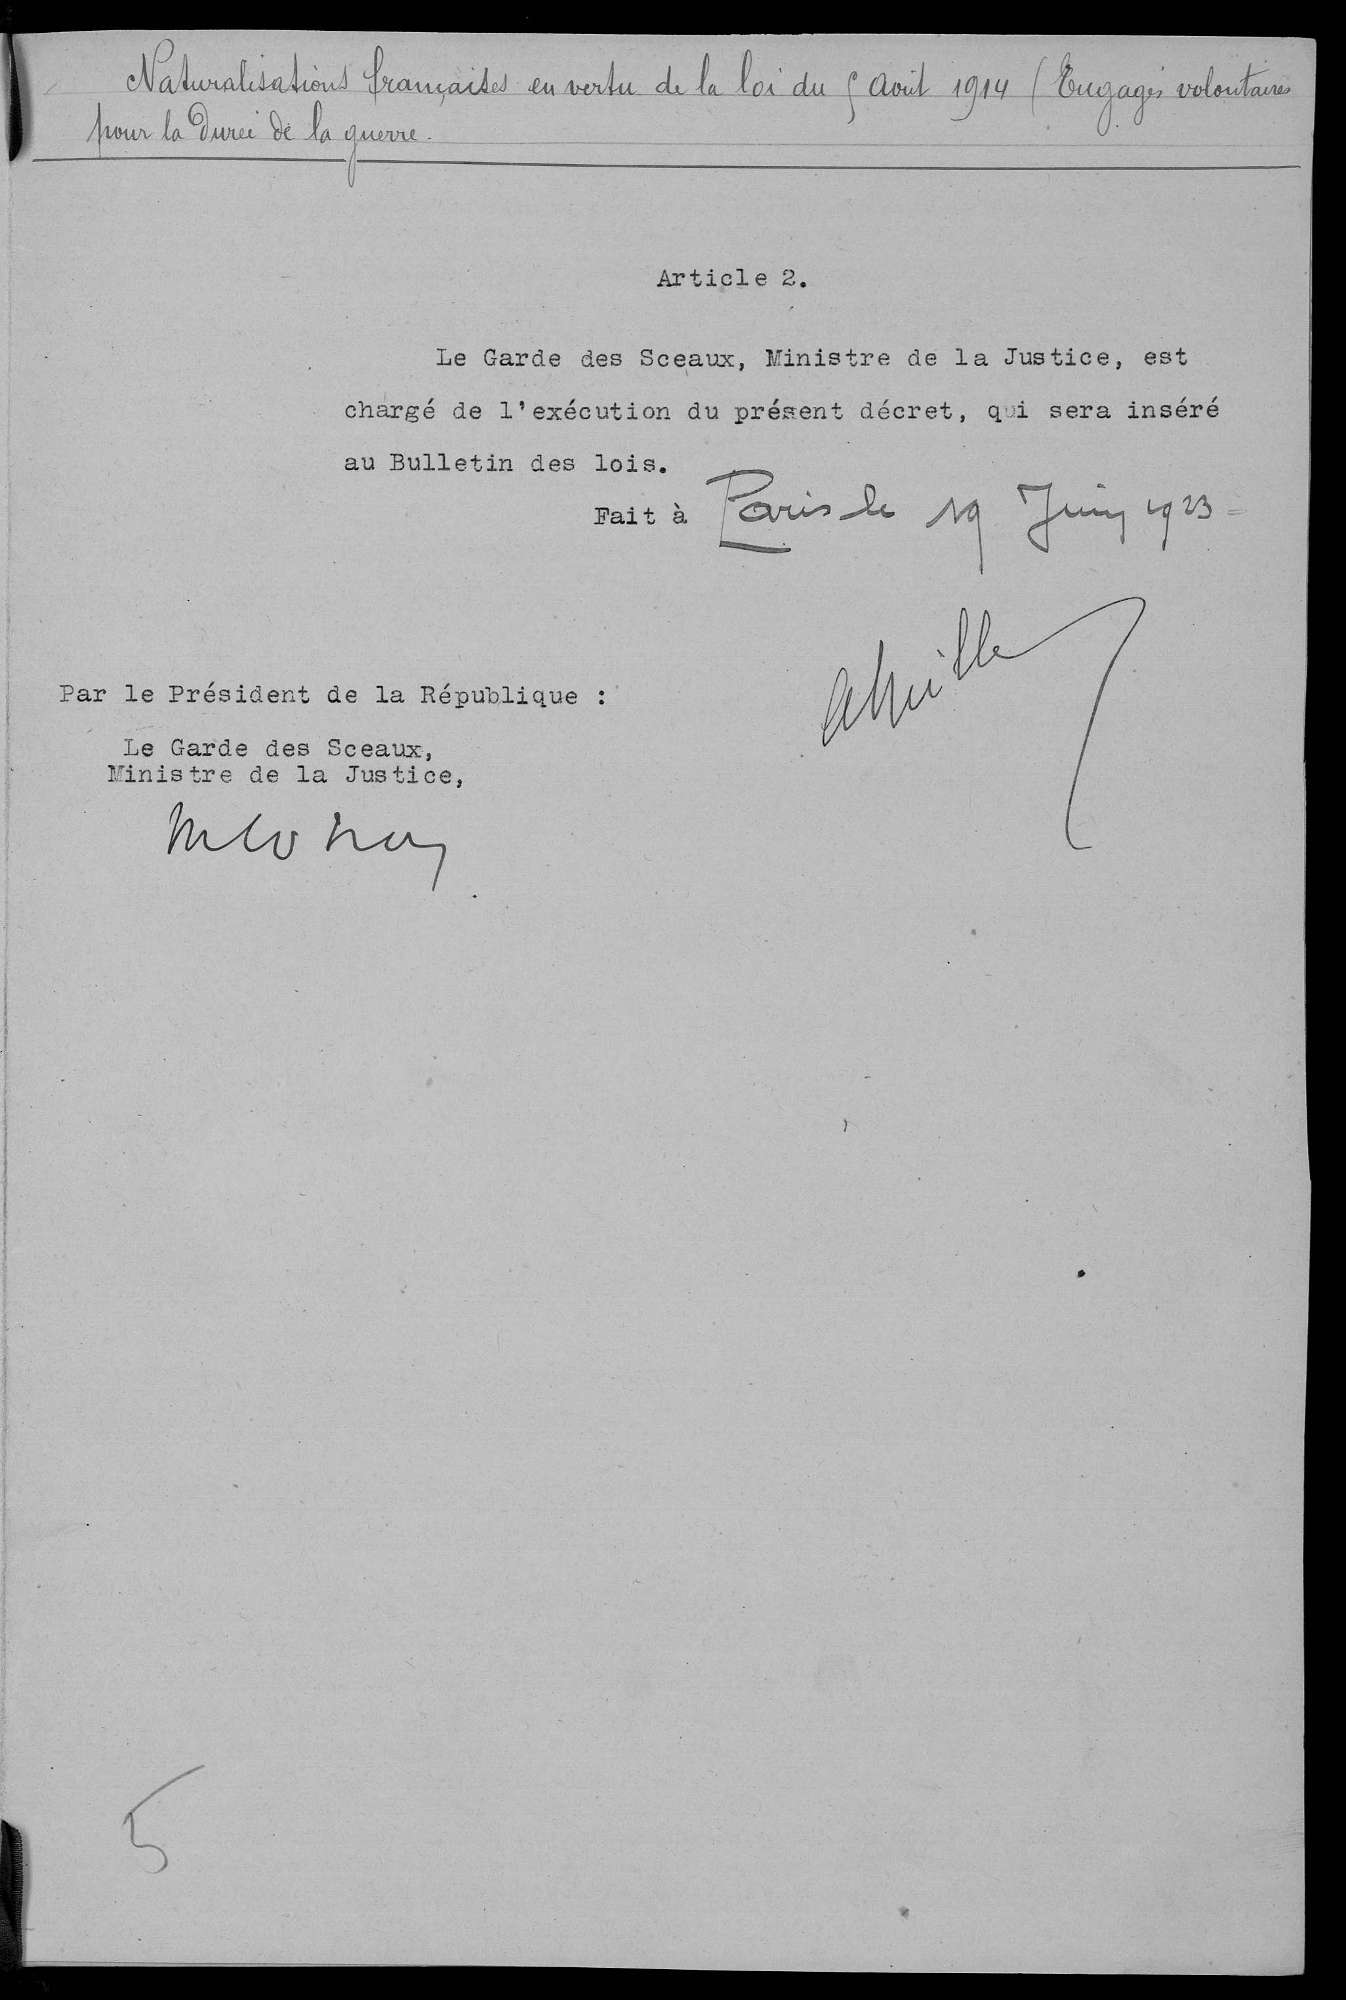 Naturalisations françaises en vertu de la loi du 5 Août 1914 (Engagés volontaires
pour la Durée de la guerre.
Article 2.
Le Garde des Sceaux, Ministre de la Justice, est
chargé de l'exécution du présent décret, qui sera inséré
au Bulletin des lois.
Fait à Paris le 19 Juin 1923
Par le Président de la République :
Le Garde des Sceaux,
Ministre de la Justice,
5